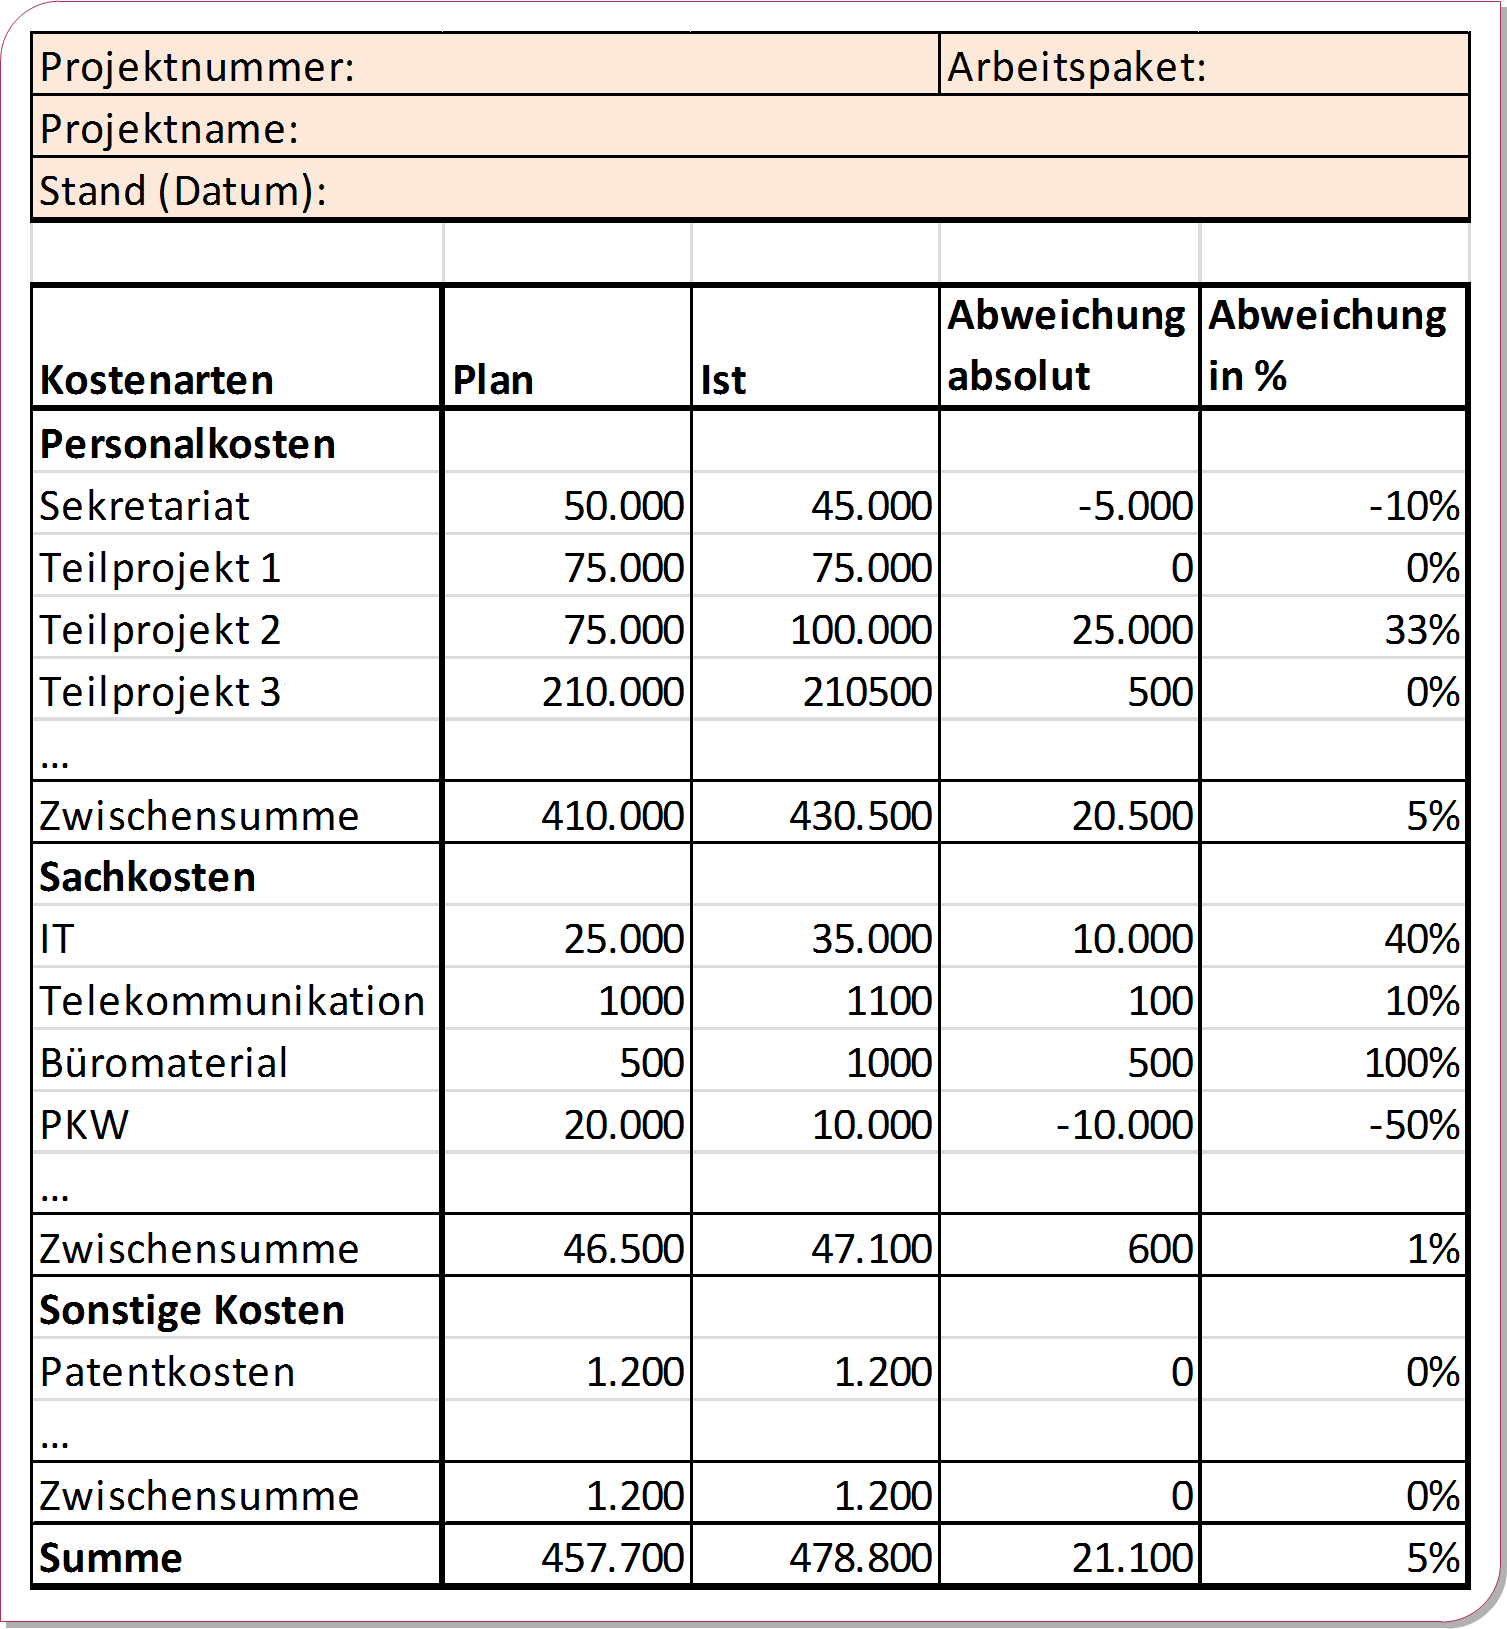 Projektnummer: Arbeitspaket:
Projektname:
Stand (Datum):
Kostenarten Plan Ist Abweichung absolut Abweichung in %
Personalkosten
Sekretariat 50.000 45.000 -5.000 -10%
Teilprojekt 1 75.000 75.000 0 0%
Teilprojekt 2 75.000 100.000 25.000 33%
Teilprojekt 3 210.000 210500 500 0%
...
Zwischensumme 410.000 430.500 20.500 5%
Sachkosten
IT 25.000 35.000 10.000 40%
Telekommunikation 1000 1100 100 10%
Büromaterial 500 1000 500 100%
PKW 20.000 10.000 -10.000 -50%
...
Zwischensumme 46.500 47.100 600 1%
Sonstige Kosten
Patentkosten 1.200 1.200 0 0%
...
Zwischensumme 1.200 1.200 0 0%
Summe 457.700 478.800 21.100 5%